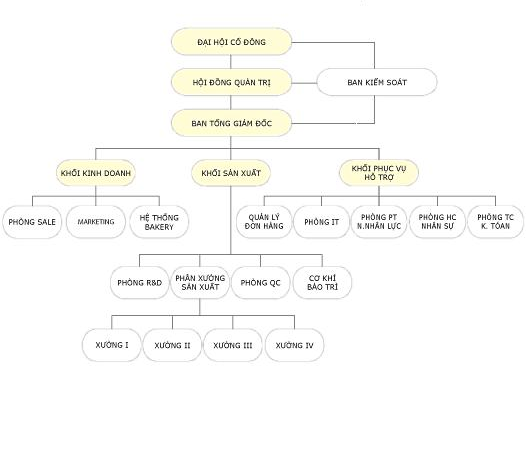 ĐẠI HỘI CỔ ĐÔNG
HỘI ĐỒNG QUẢN TRỊ
BAN KIỂM SOÁT
BAN TỔNG GIÁM ĐỐC
KHỐI KINH DOANH
KHỐI SẢN XUẤT
KHỐI PHỤC VỤ
HỖ TRỢ
PHÒNG SALE
MARKETING
HỆ THỐNG
BAKERY
QUẢN LÝ
ĐƠN HÀNG
PHÒNG IT
PHÒNG PT
N.NHÂN LỰC
PHÒNG HC
NHÂN SỰ
PHÒNG TC
K. TÓAN
PHÒNG R&D
PHÂN XƯỞNG
SẢN XUẤT
PHÒNG QC
CƠ KHÍ
BẢO TRÌ
XƯỞNG I
XƯỞNG II
XƯỞNG III
XƯỞNG IV